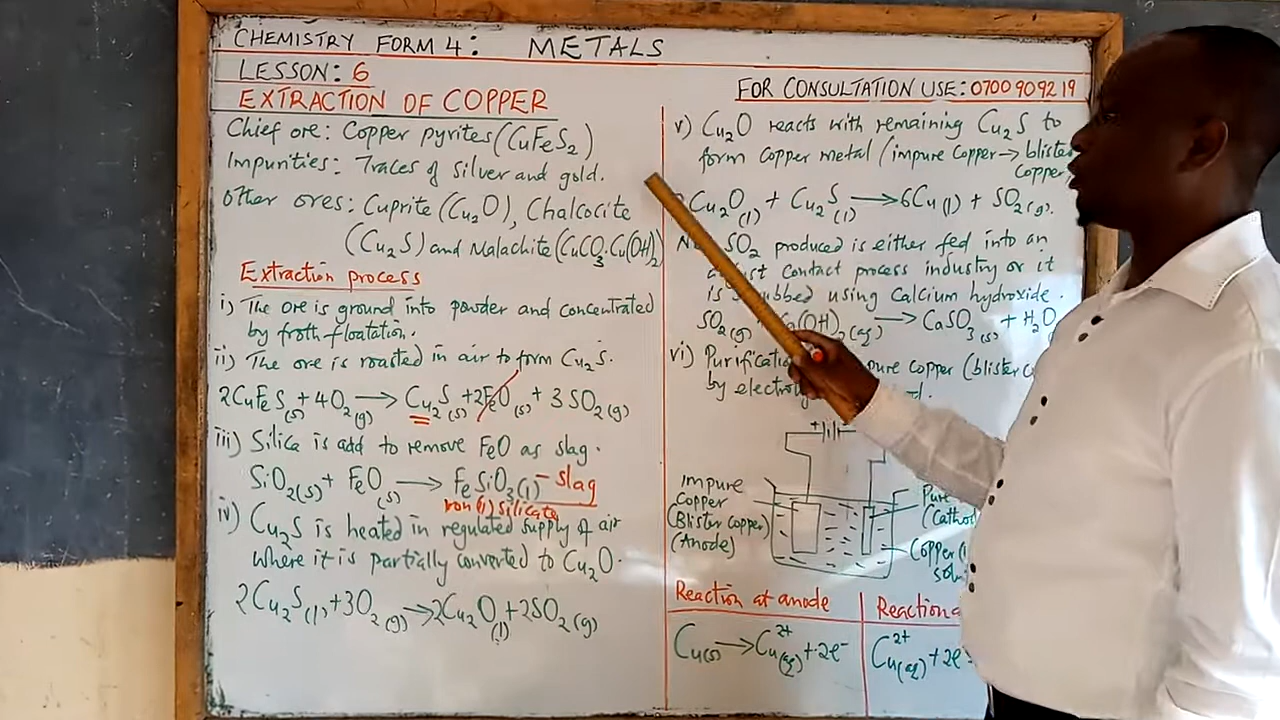 CHEMISTRY FORM 4: METALS
LESSON: 6
EXTRACTION OF COPPER
Chief ore: Copper pyrites (CuFeS2)
Impurities: Traces of silver and gold.
Other ores: Cuprite (Cu2O), Chalcocite
(Cu2S) and Malachite (CuCO3.Cu(OH)2)
Extraction process
i) The ore is ground into powder and concentrated
by froth floatation.
ii) The ore is roasted in air to form Cu2S.
2CuFeS2(s) + 4O2(g) → Cu2S(s) + 2FeO(s) + 3SO2(g)
iii) Silica is add to remove FeO as slag.
SiO2(s) + FeO(s) → FeSiO3(l) - slag
iron(II) silicate
iv) Cu2S is heated in regulated supply of air
where it is partially converted to Cu2O.
2Cu2S(l) + 3O2(g) → 2Cu2O(l) + 2SO2(g)
FOR CONSULTATION USE: 0700909219
v) Cu2O reacts with remaining Cu2S to
form copper metal (impure copper → blister
copper)
Cu2O(l) + Cu2S(l) → 6Cu(l) + SO2(g).
SO2 produced is either fed into an
contact process industry or it
is using calcium hydroxide.
SO2(g) + (OH)2(aq) → CaSO3(s) + H2O
vi) copper
by
+
Impure
Copper
(Blister copper)
(Anode)
Pure
Copper
Reaction at anode
Reaction
Cu(s) → Cu2+(aq) + 2e-
Cu2+(aq) + 2e-